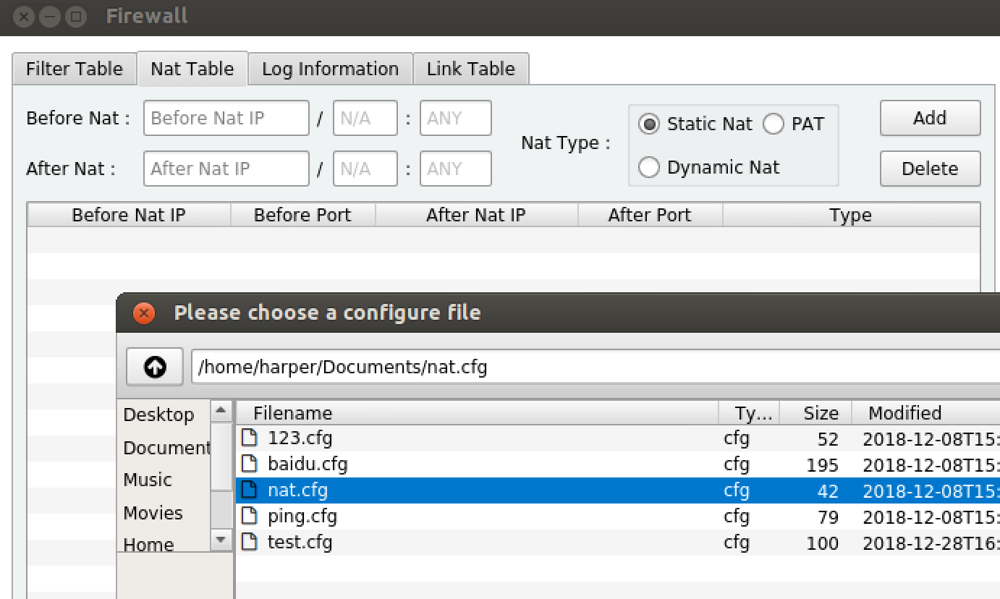 Firewall
Filter Table Nat Table Log Information Link Table
Before Nat : Before Nat IP / N/A : ANY Static Nat PAT Add
Nat Type :
After Nat : After Nat IP / N/A : ANY Dynamic Nat Delete
Before Nat IP Before Port After Nat IP After Port Type
Please choose a configure file
/home/harper/Documents/nat.cfg
Desktop Filename Ty... Size Modified
123.cfg cfg 52 2018-12-08T15:
Document baidu.cfg cfg 195 2018-12-08T15:
Music nat.cfg cfg 42 2018-12-08T15:
Movies ping.cfg cfg 79 2018-12-08T15:
Home test.cfg cfg 100 2018-12-28T16: